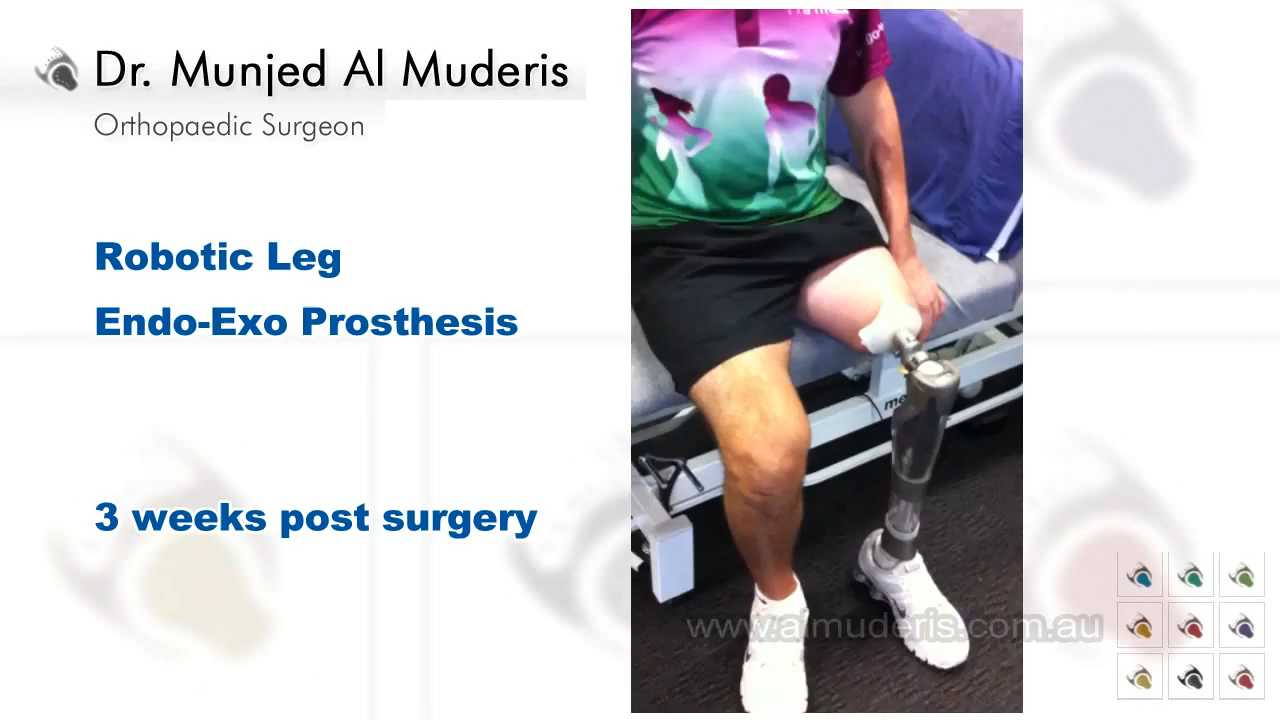 Dr. Munjed Al Muderis
Orthopaedic Surgeon
Robotic Leg
Endo-Exo Prosthesis
3 weeks post surgery
www.almuderis.com.au